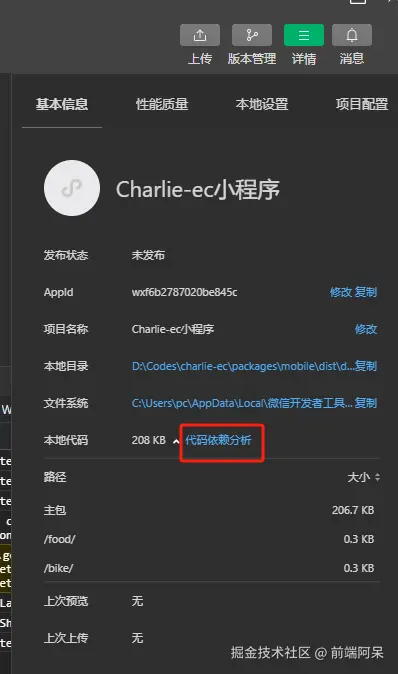 上传 版本管理 详情 消息
基本信息 性能质量 本地设置 项目配置
Charlie-ec小程序
发布状态 未发布
AppId wxf6b2787020be845c 修改 复制
项目名称 Charlie-ec小程序 修改
本地目录 D:\Codes\charlie-ec\packages\mobile\dist\d...复制
文件系统 C:\Users\pc\AppData\Local\微信开发者工具...复制
本地代码 208 KB 代码依赖分析
路径 大小
主包 206.7 KB
/food/ 0.3 KB
/bike/ 0.3 KB
上次预览 无
上次上传 无
掘金技术社区 @ 前端阿呆